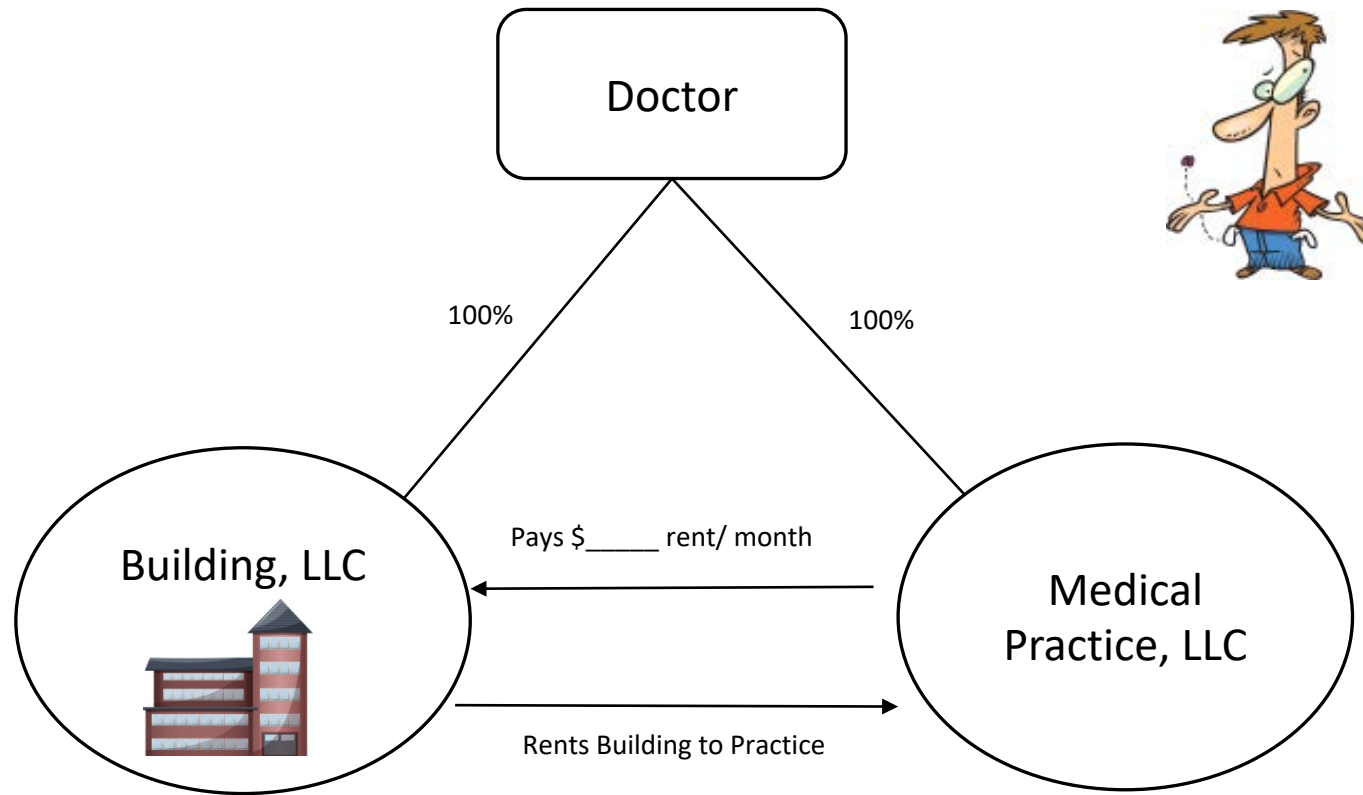 Doctor
100%
100%
Pays $_____ rent/ month
Building, LLC
Medical
Practice, LLC
Rents Building to Practice